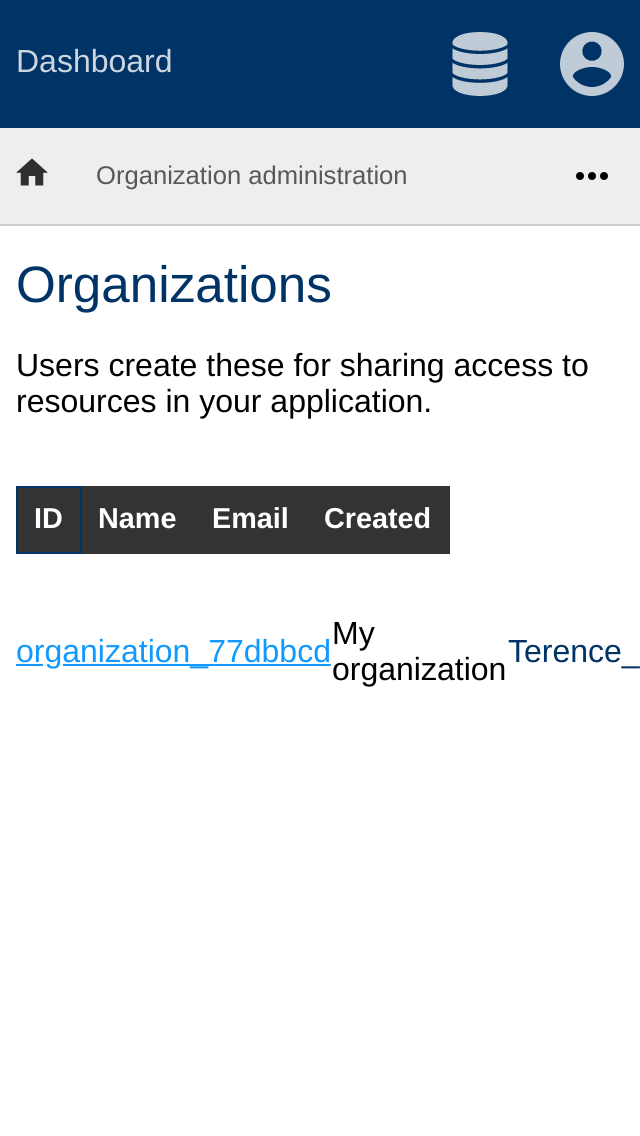 Dashboard
Organization administration
Organizations
Users create these for sharing access to
resources in your application.
ID Name Email Created
organization_77dbbcd My organization Terence_